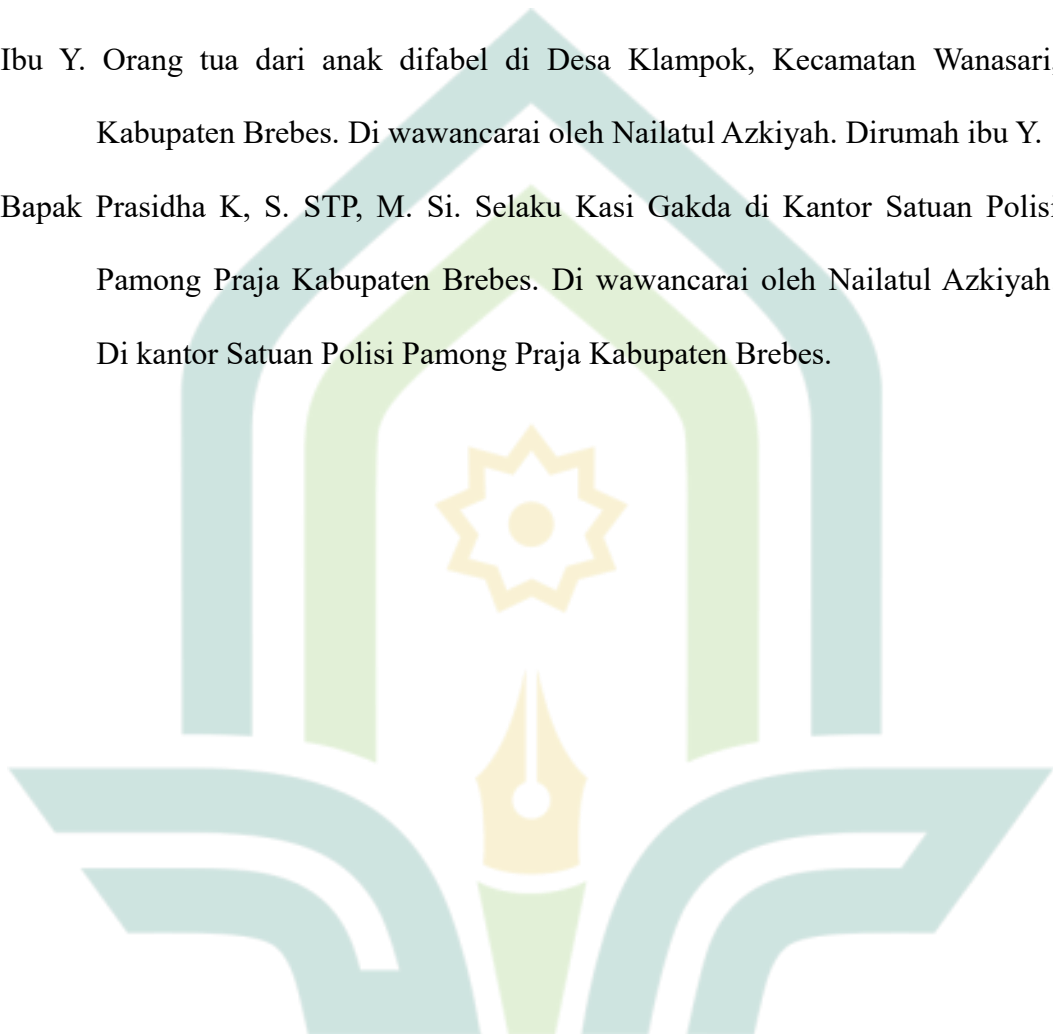 Ibu Y. Orang tua dari anak difabel di Desa Klampok, Kecamatan Wanasari,
Kabupaten Brebes. Di wawancarai oleh Nailatul Azkiyah. Dirumah ibu Y.
Bapak Prasidha K, S. STP, M. Si. Selaku Kasi Gakda di Kantor Satuan Polisi
Pamong Praja Kabupaten Brebes. Di wawancarai oleh Nailatul Azkiyah
Di kantor Satuan Polisi Pamong Praja Kabupaten Brebes.